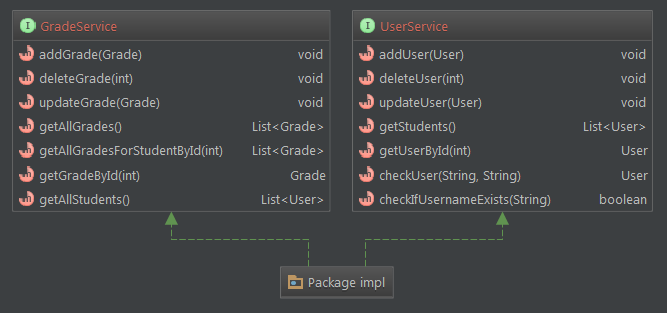 GradeService
addGrade(Grade) void
deleteGrade(int) void
updateGrade(Grade) void
getAllGrades() List<Grade>
getAllGradesForStudentById(int) List<Grade>
getGradeById(int) Grade
getAllStudents() List<User>
UserService
addUser(User) void
deleteUser(int) void
updateUser(User) void
getStudents() List<User>
getUserById(int) User
checkUser(String, String) User
checkIfUsernameExists(String) boolean
Package impl